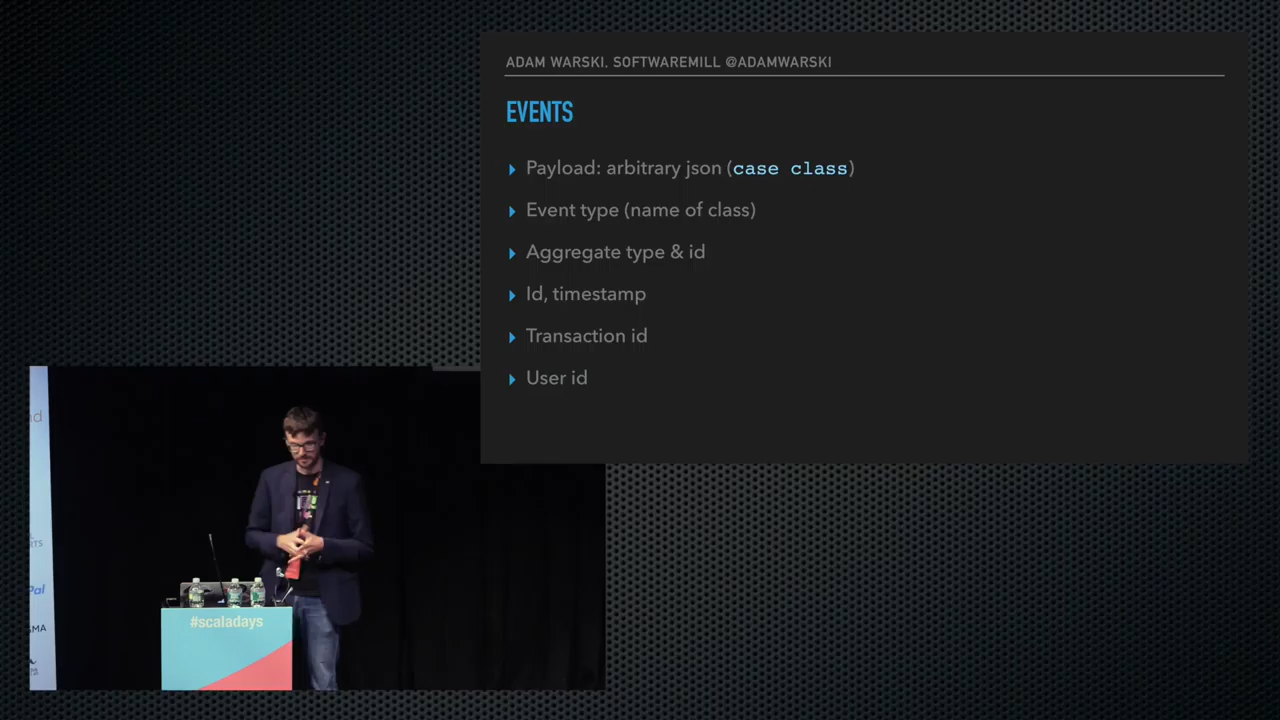 ADAM WARSKI, SOFTWAREMILL @ADAMWARSKI
EVENTS
Payload: arbitrary json (case class)
Event type (name of class)
Aggregate type & id
Id, timestamp
Transaction id
User id
#scaladays